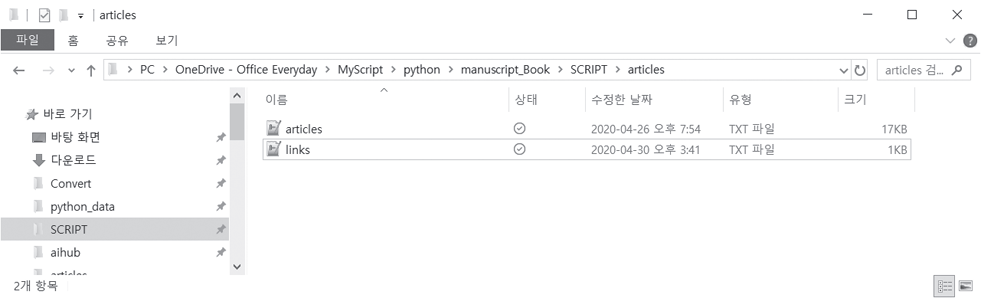 articles
파일 홈 공유 보기
PC > OneDrive - Office Everyday > MyScript > python > manuscript_Book > SCRIPT > articles articles 검...
이름 상태 수정한 날짜 유형 크기
바로 가기
바탕 화면
다운로드
Convert
python_data
SCRIPT
aihub
articles
articles 2020-04-26 오후 7:54 TXT 파일 17KB
links 2020-04-30 오후 3:41 TXT 파일 1KB
2개 항목